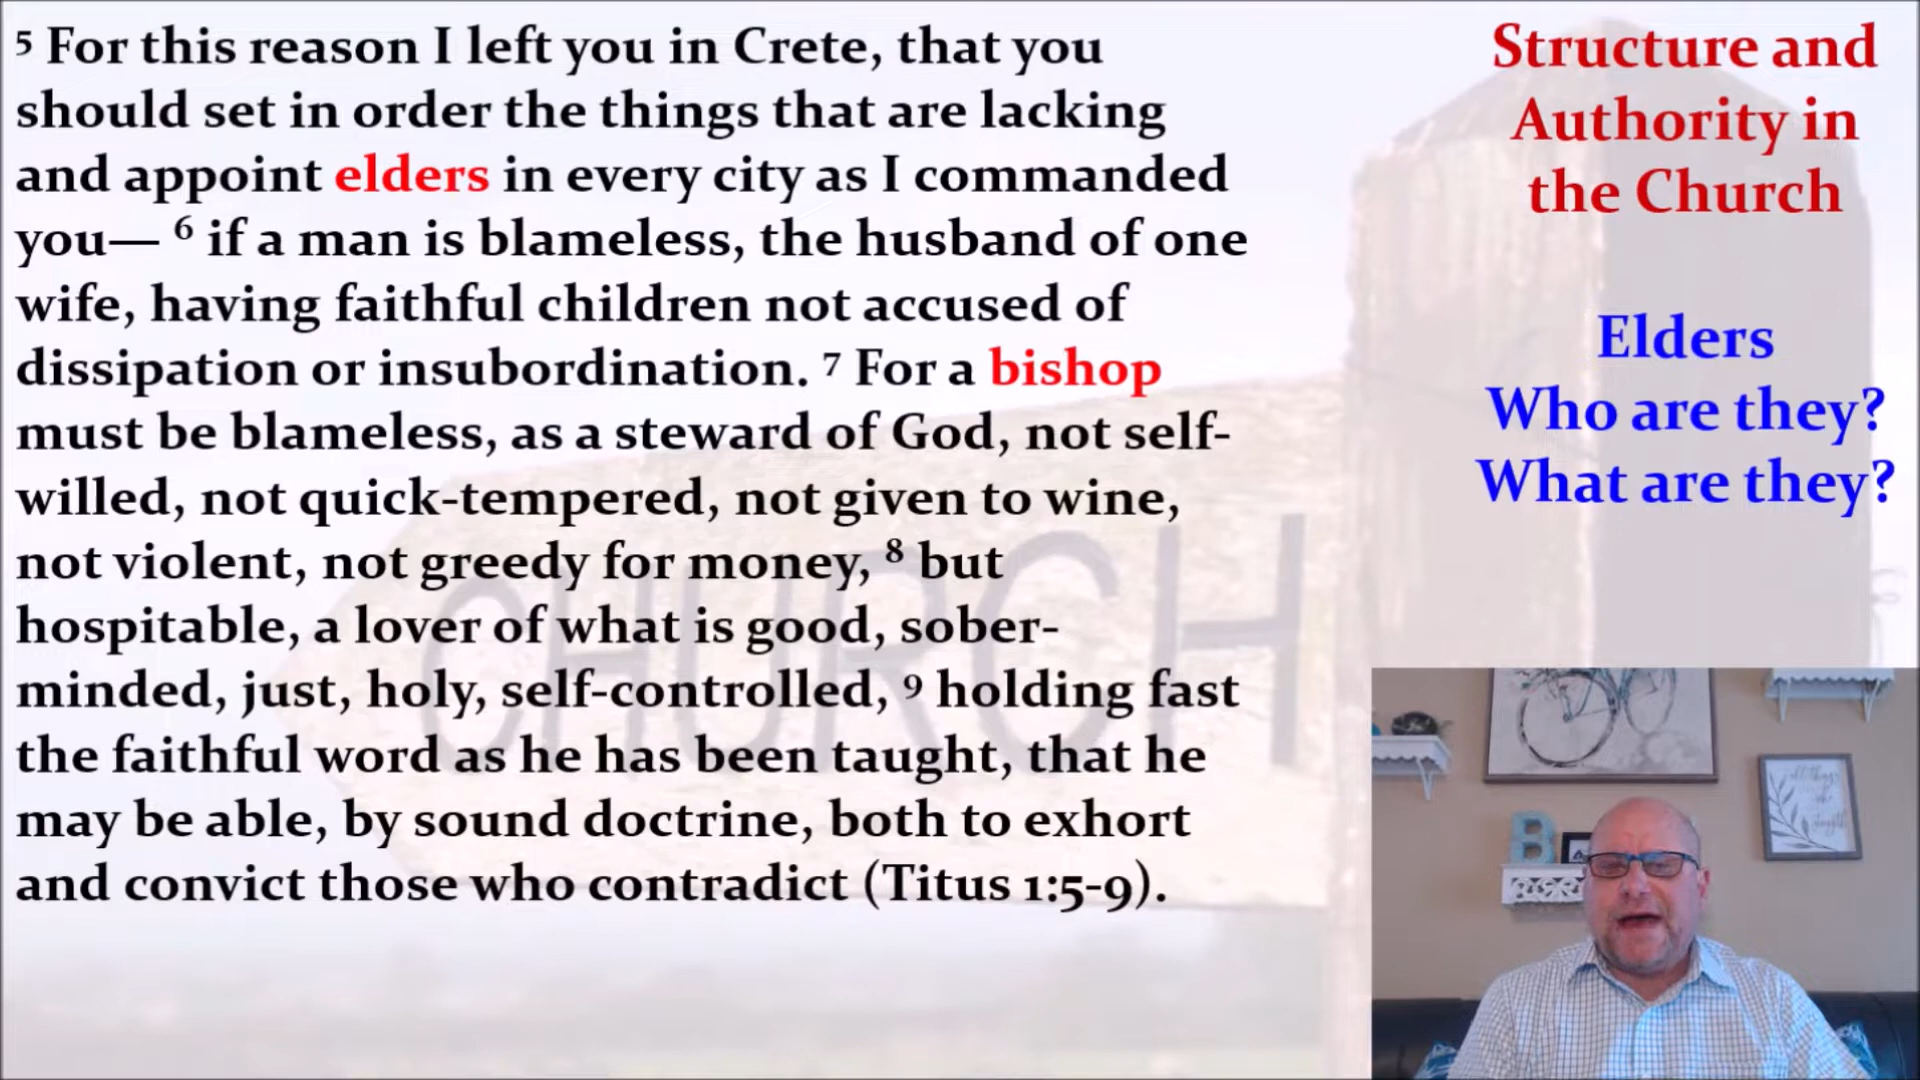 ⁵ For this reason I left you in Crete, that you
should set in order the things that are lacking
and appoint elders in every city as I commanded
you— ⁶ if a man is blameless, the husband of one
wife, having faithful children not accused of
dissipation or insubordination. ⁷ For a bishop
must be blameless, as a steward of God, not self-
willed, not quick-tempered, not given to wine,
not violent, not greedy for money, ⁸ but
hospitable, a lover of what is good, sober-
minded, just, holy, self-controlled, ⁹ holding fast
the faithful word as he has been taught, that he
may be able, by sound doctrine, both to exhort
and convict those who contradict (Titus 1:5-9).
Structure and
Authority in
the Church
Elders
Who are they?
What are they?
CHURCH
B
all things